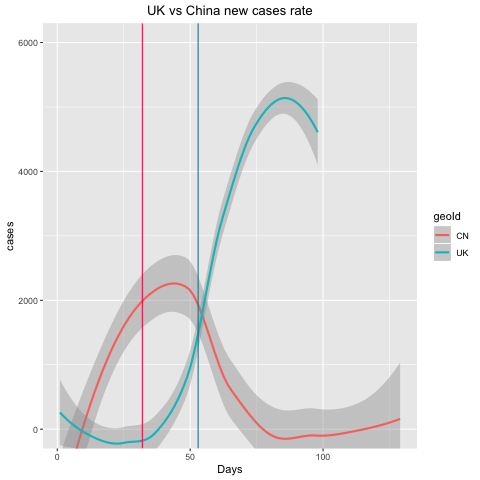 UK vs China new cases rate
6000
4000
2000
0
cases
0 50 100
Days
geoId
CN
UK